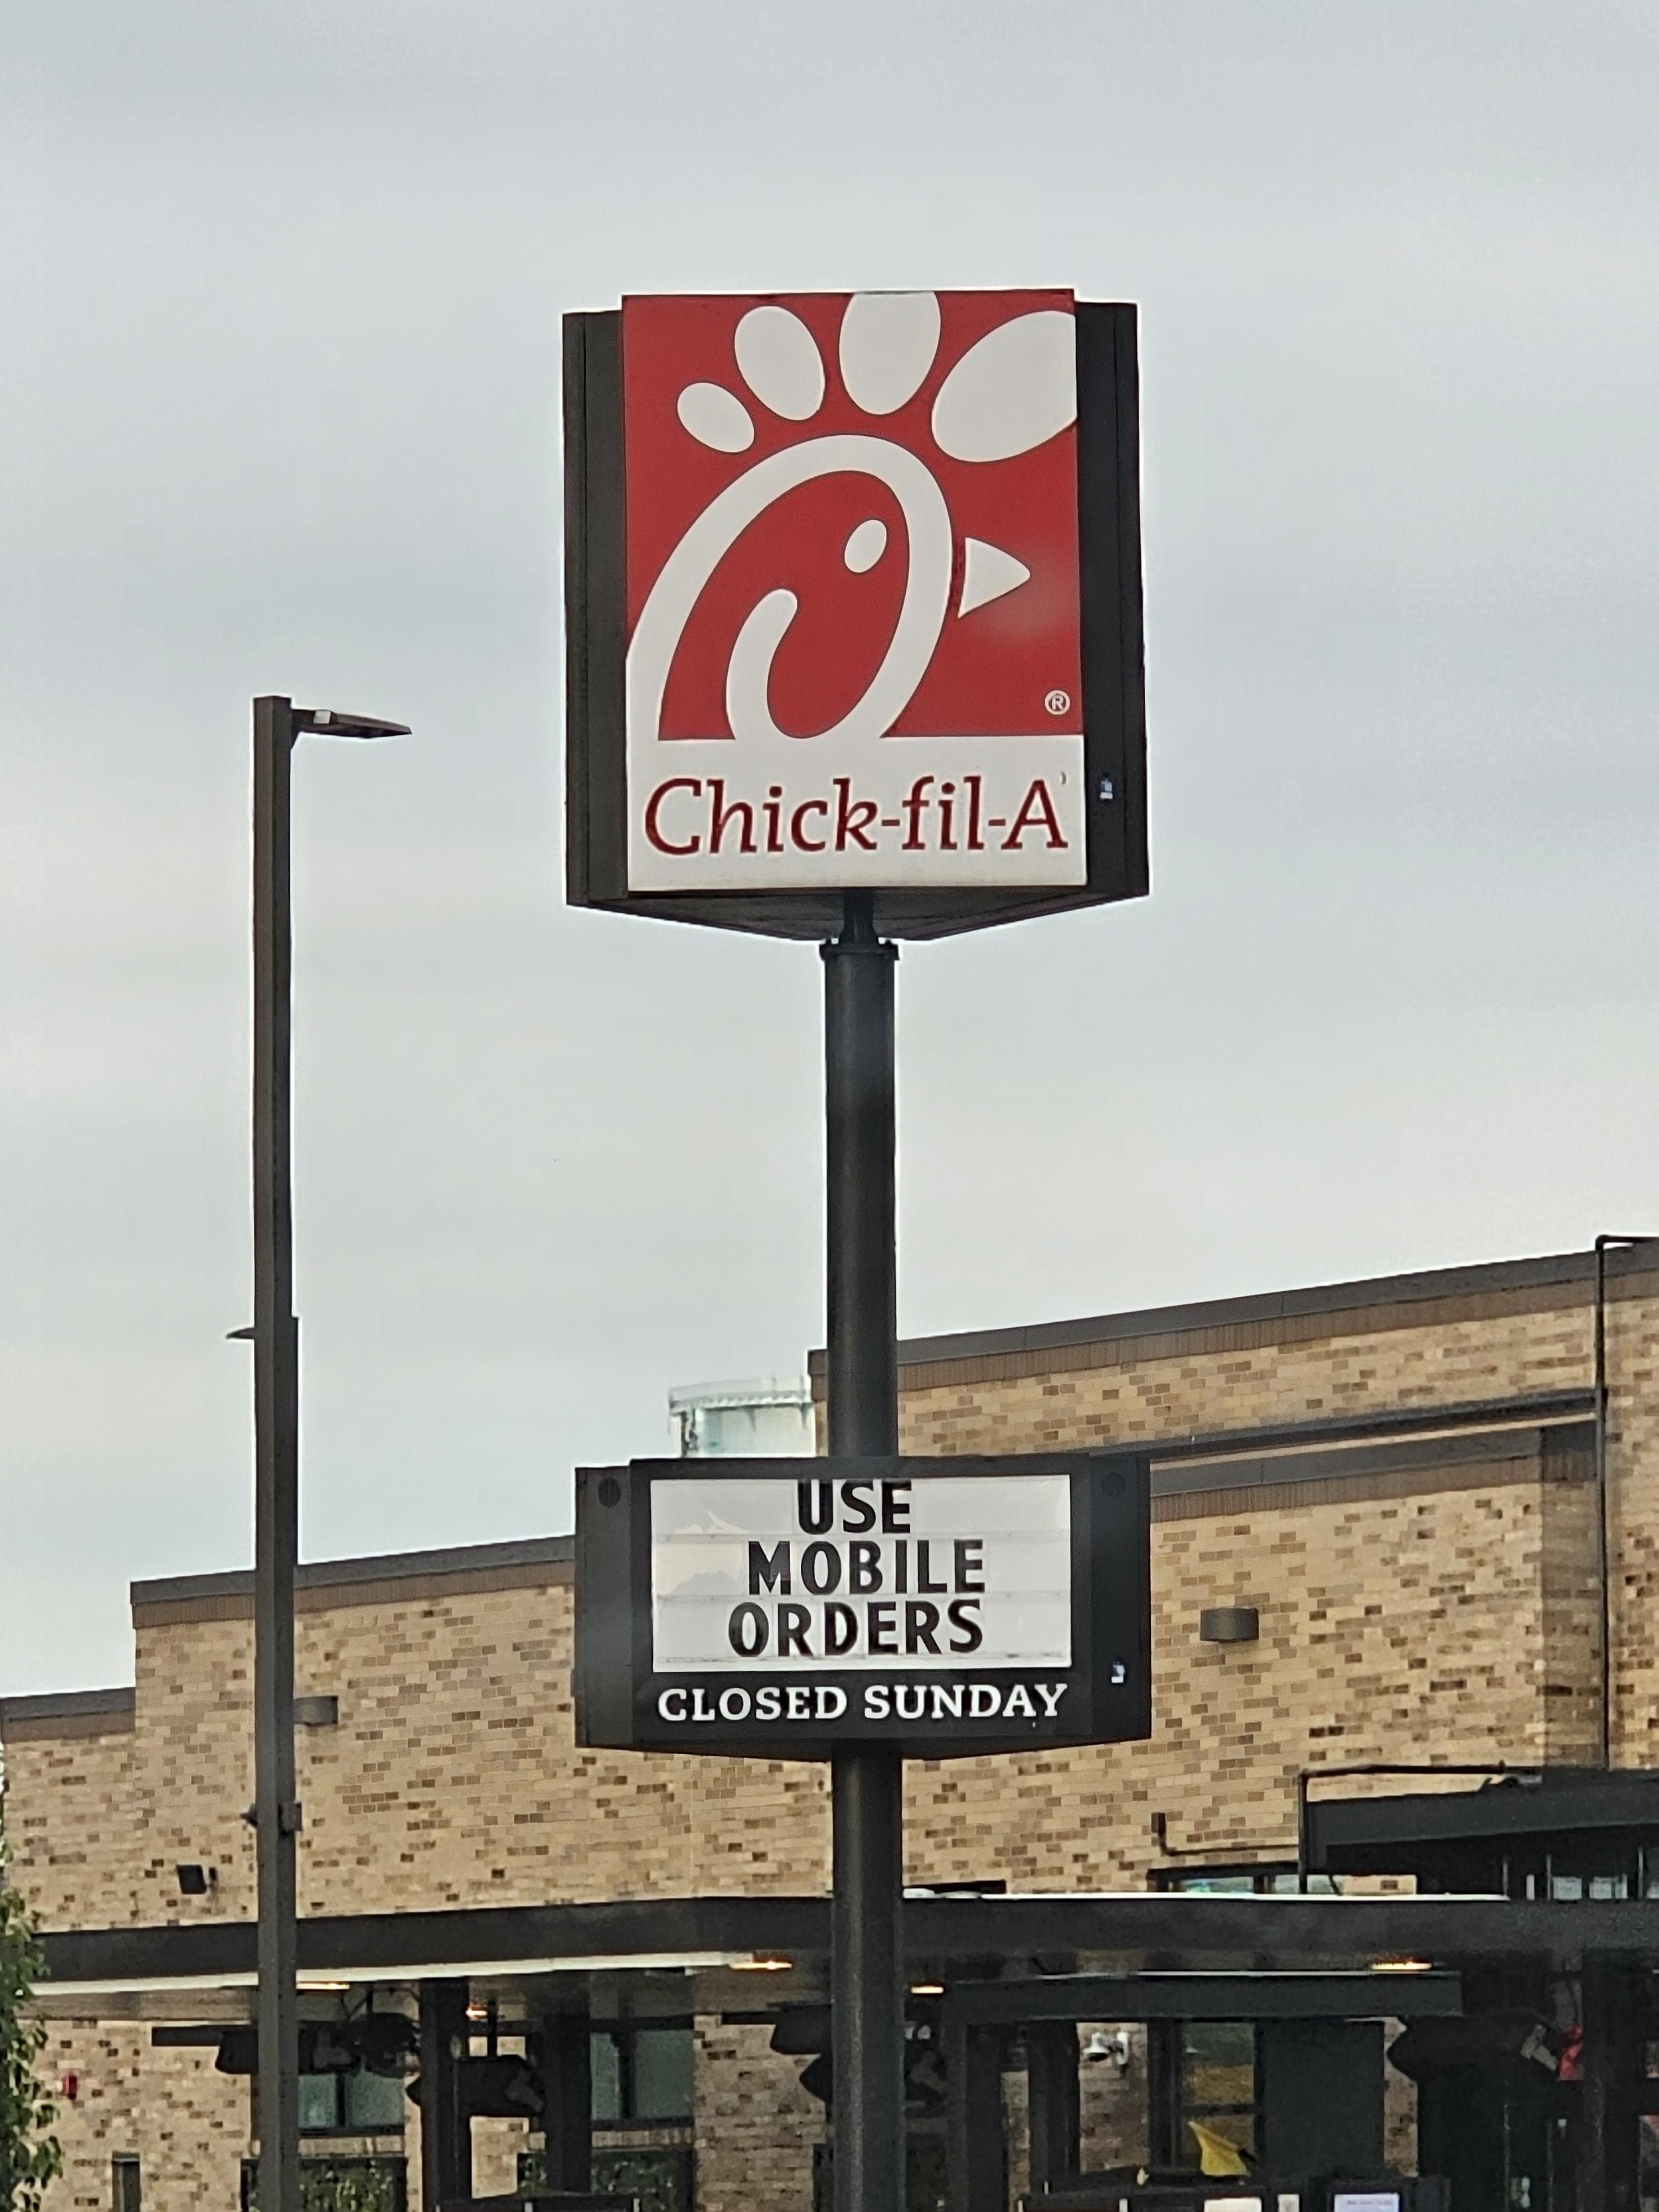 ®
Chick-fil-A
USE
MOBILE
ORDERS
CLOSED SUNDAY